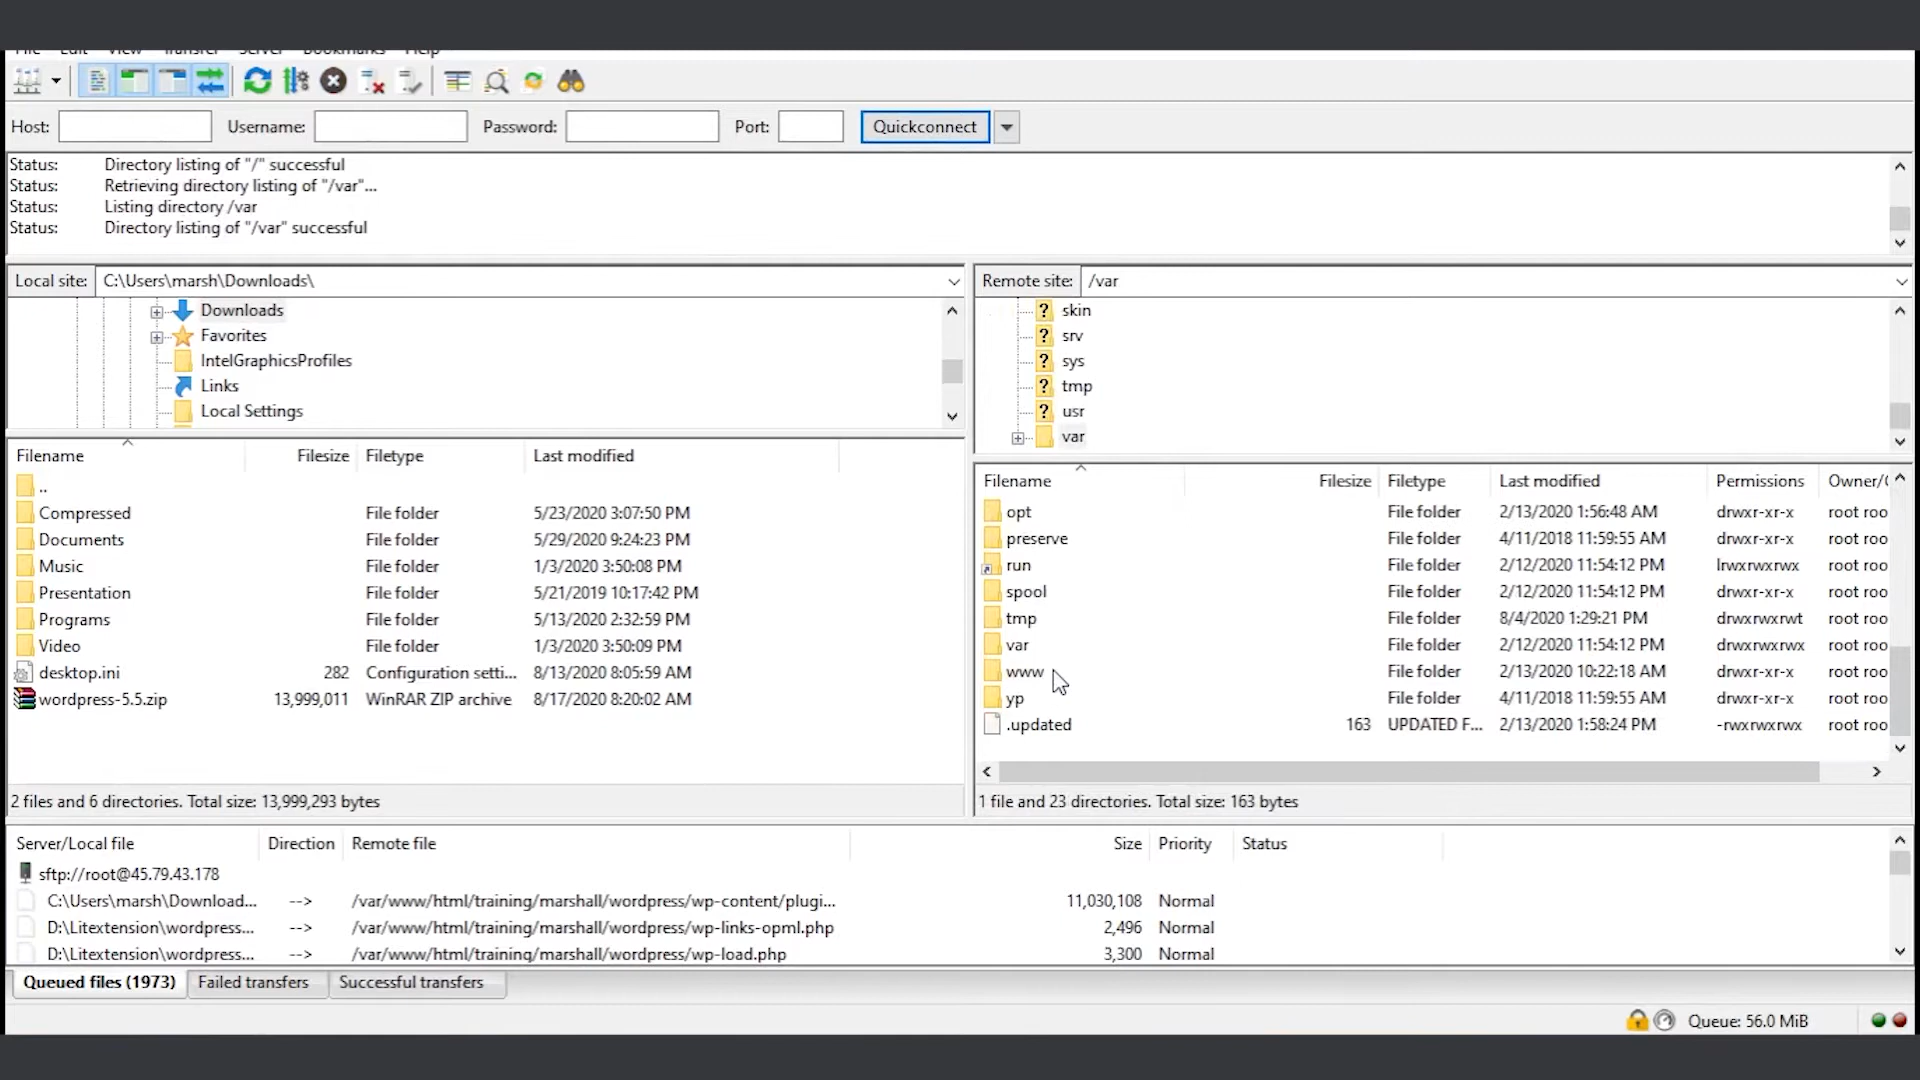 File Edit View Transfer Server Bookmarks Help
Host: Username: Password: Port: Quickconnect
Status: Directory listing of "/" successful
Status: Retrieving directory listing of "/var"...
Status: Listing directory /var
Status: Directory listing of "/var" successful
Local site: C:\Users\marsh\Downloads\
Downloads
Favorites
IntelGraphicsProfiles
Links
Local Settings
Filename Filesize Filetype Last modified
..
Compressed File folder 5/23/2020 3:07:50 PM
Documents File folder 5/29/2020 9:24:23 PM
Music File folder 1/3/2020 3:50:08 PM
Presentation File folder 5/21/2019 10:17:42 PM
Programs File folder 5/13/2020 2:32:59 PM
Video File folder 1/3/2020 3:50:09 PM
desktop.ini 282 Configuration setti... 8/13/2020 8:05:59 AM
wordpress-5.5.zip 13,999,011 WinRAR ZIP archive 8/17/2020 8:20:02 AM
2 files and 6 directories. Total size: 13,999,293 bytes
Remote site: /var
? skin
? srv
? sys
? tmp
? usr
var
Filename Filesize Filetype Last modified Permissions Owner/G
opt File folder 2/13/2020 1:56:48 AM drwxr-xr-x root roo
preserve File folder 4/11/2018 11:59:55 AM drwxr-xr-x root roo
run File folder 2/12/2020 11:54:12 PM lrwxrwxrwx root roo
spool File folder 2/12/2020 11:54:12 PM drwxr-xr-x root roo
tmp File folder 8/4/2020 1:29:21 PM drwxrwxrwt root roo
var File folder 2/12/2020 11:54:12 PM drwxrwxrwx root roo
www File folder 2/13/2020 10:22:18 AM drwxr-xr-x root roo
yp File folder 4/11/2018 11:59:55 AM drwxr-xr-x root roo
.updated 163 UPDATED F... 2/13/2020 1:58:24 PM -rwxrwxrwx root roo
1 file and 23 directories. Total size: 163 bytes
Server/Local file Direction Remote file Size Priority Status
sftp://root@45.79.43.178
C:\Users\marsh\Download... --> /var/www/html/training/marshall/wordpress/wp-content/plugi... 11,030,108 Normal
D:\Litextension\wordpress... --> /var/www/html/training/marshall/wordpress/wp-links-opml.php 2,496 Normal
D:\Litextension\wordpress... --> /var/www/html/training/marshall/wordpress/wp-load.php 3,300 Normal
Queued files (1973) Failed transfers Successful transfers
Queue: 56.0 MiB